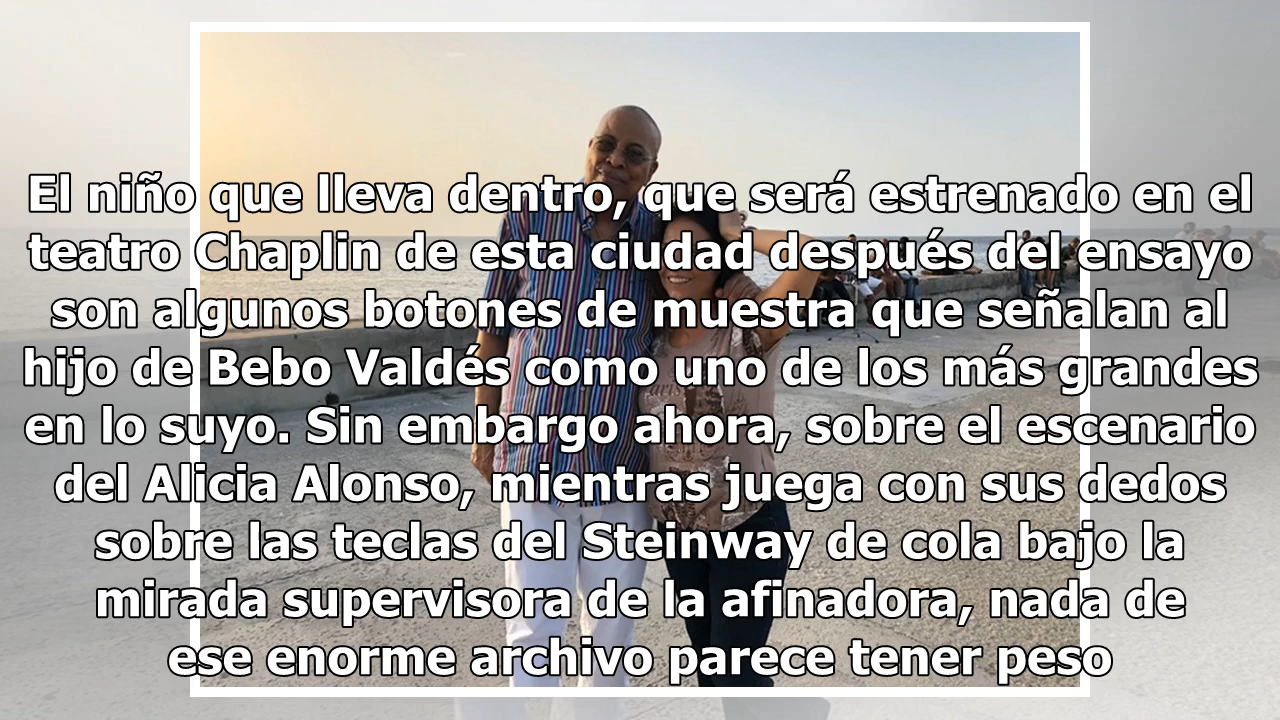 El niño que lleva dentro, que será estrenado en el
teatro Chaplin de esta ciudad después del ensayo
son algunos botones de muestra que señalan al
hijo de Bebo Valdés como uno de los más grandes
en lo suyo. Sin embargo ahora, sobre el escenario
del Alicia Alonso, mientras juega con sus dedos
sobre las teclas del Steinway de cola bajo la
mirada supervisora de la afinadora, nada de
ese enorme archivo parece tener peso